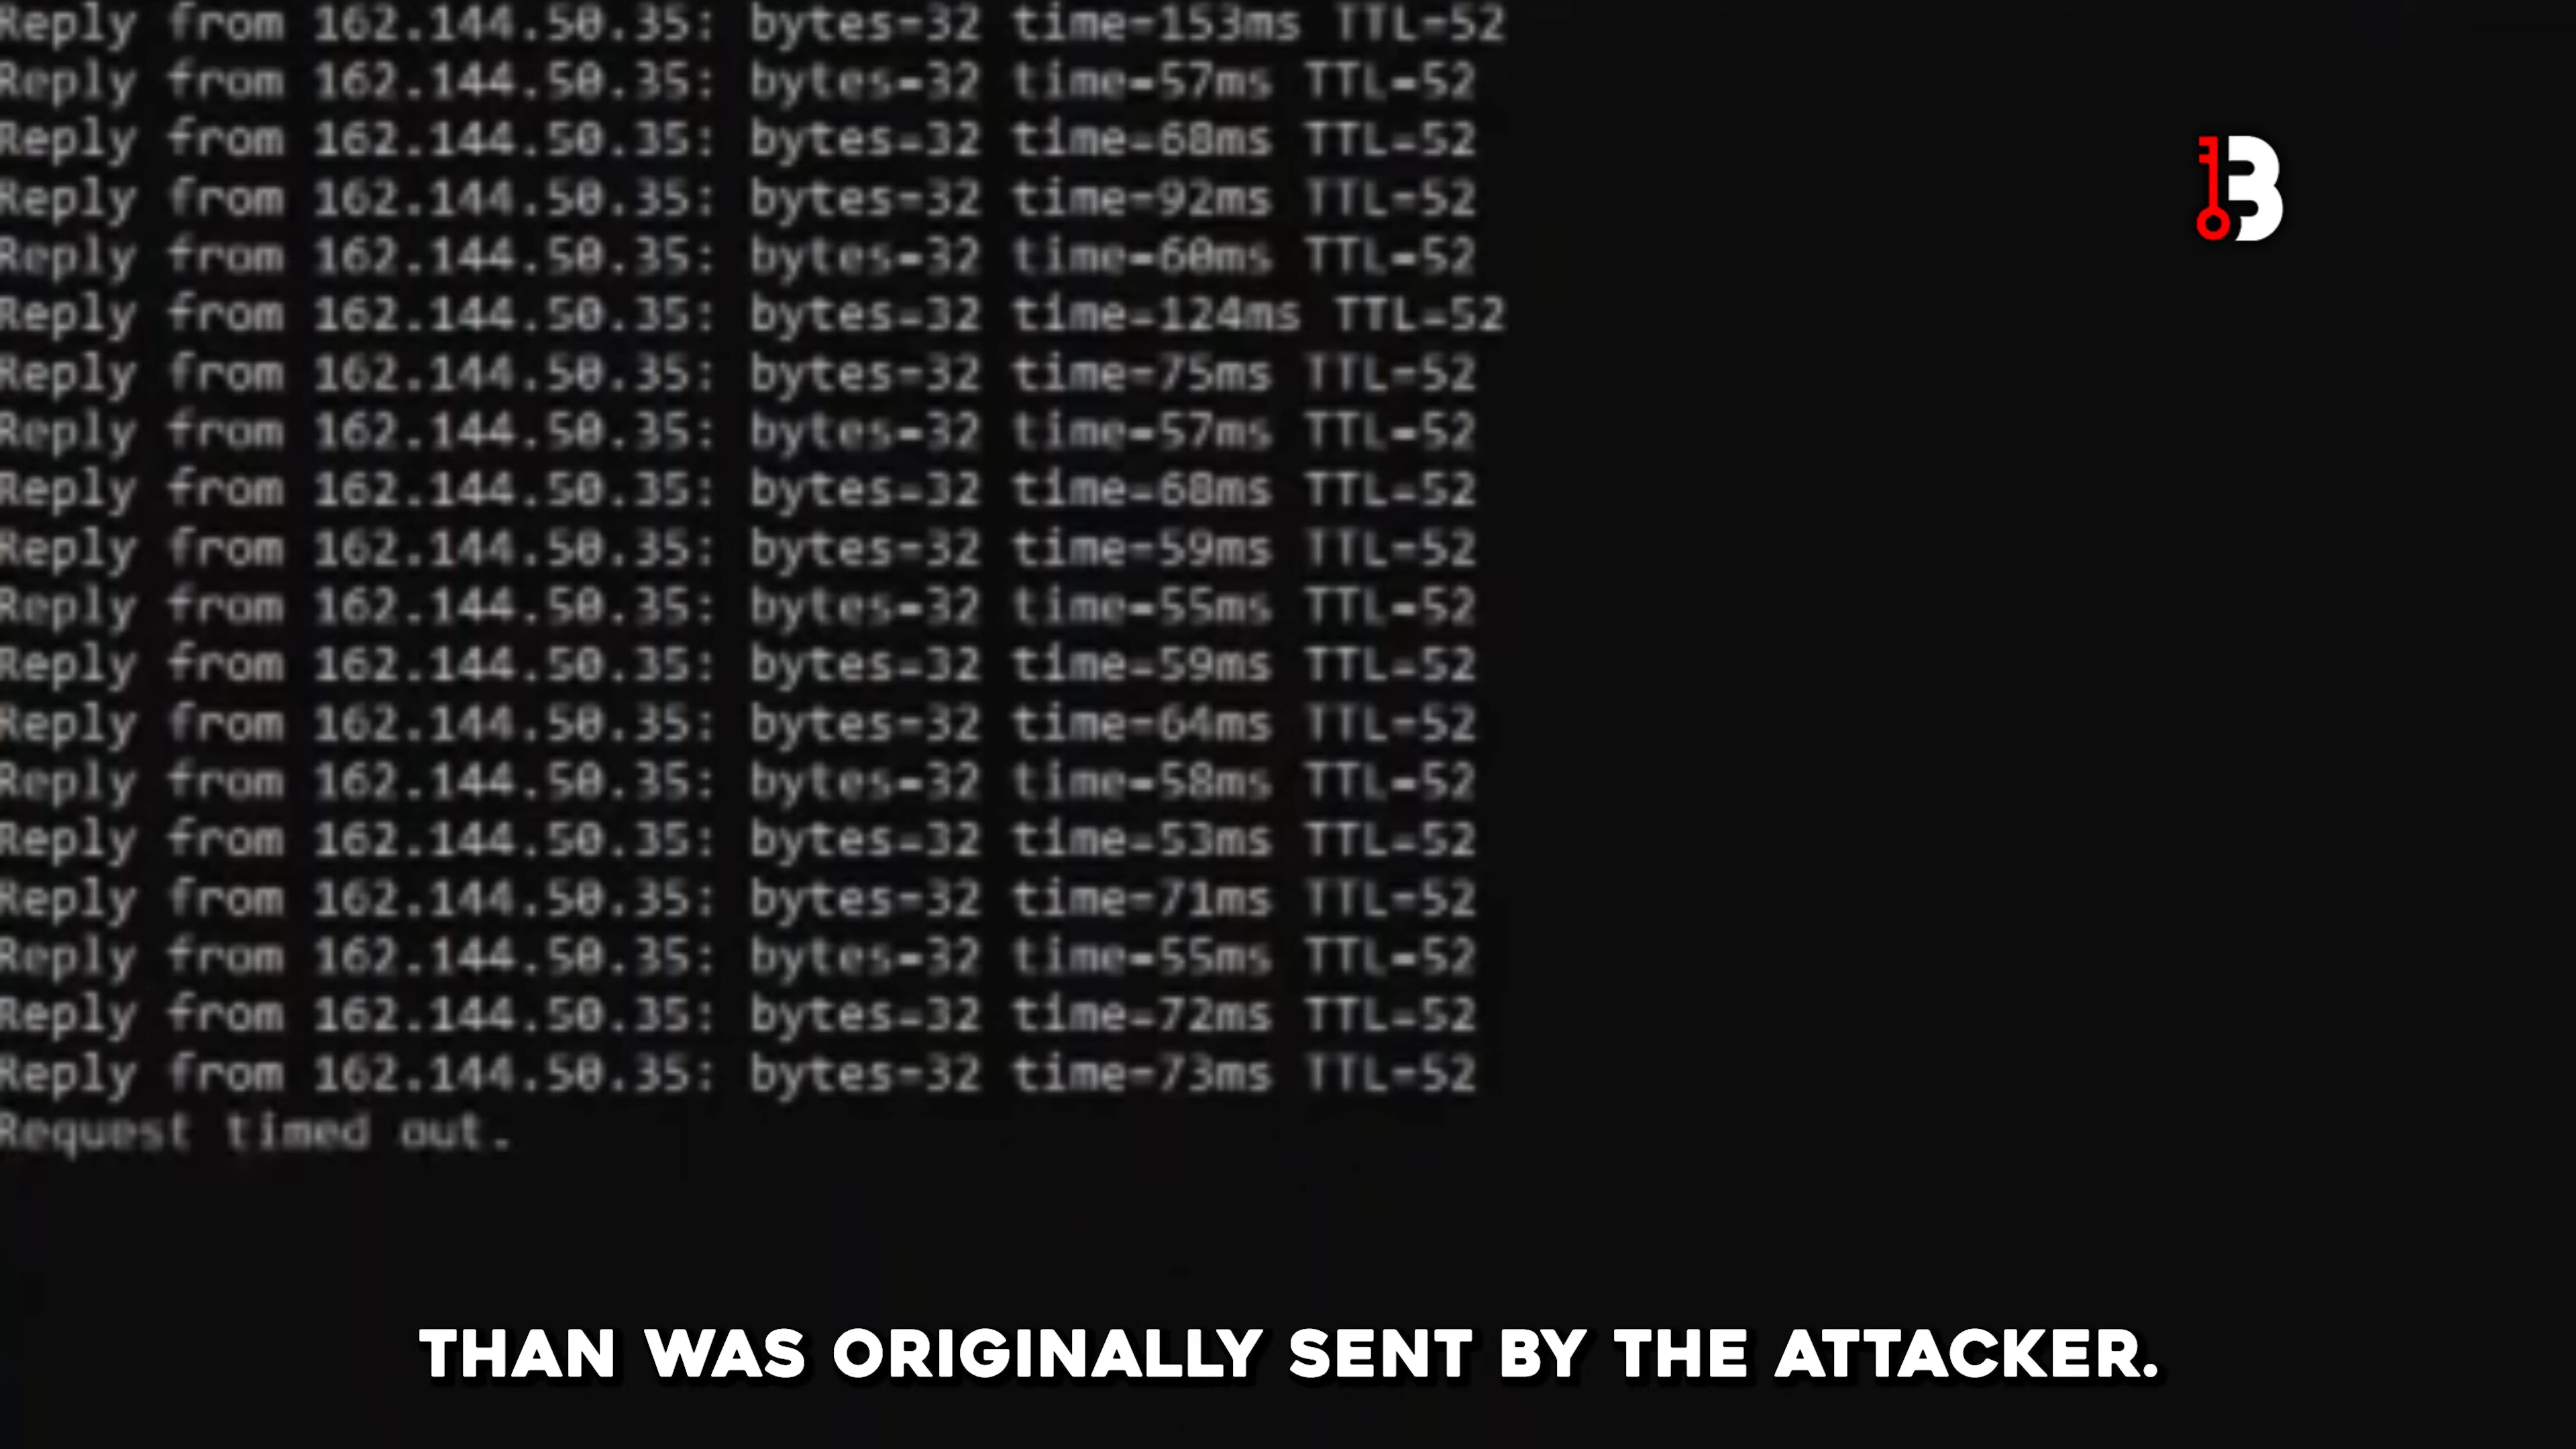 Reply from 162.144.50.35: bytes=32 time=153ms TTL=52
Reply from 162.144.50.35: bytes=32 time=57ms TTL=52
Reply from 162.144.50.35: bytes=32 time=68ms TTL=52
Reply from 162.144.50.35: bytes=32 time=92ms TTL=52
Reply from 162.144.50.35: bytes=32 time=60ms TTL=52
Reply from 162.144.50.35: bytes=32 time=124ms TTL=52
Reply from 162.144.50.35: bytes=32 time=75ms TTL=52
Reply from 162.144.50.35: bytes=32 time=57ms TTL=52
Reply from 162.144.50.35: bytes=32 time=68ms TTL=52
Reply from 162.144.50.35: bytes=32 time=59ms TTL=52
Reply from 162.144.50.35: bytes=32 time=55ms TTL=52
Reply from 162.144.50.35: bytes=32 time=59ms TTL=52
Reply from 162.144.50.35: bytes=32 time=64ms TTL=52
Reply from 162.144.50.35: bytes=32 time=58ms TTL=52
Reply from 162.144.50.35: bytes=32 time=53ms TTL=52
Reply from 162.144.50.35: bytes=32 time=71ms TTL=52
Reply from 162.144.50.35: bytes=32 time=55ms TTL=52
Reply from 162.144.50.35: bytes=32 time=72ms TTL=52
Reply from 162.144.50.35: bytes=32 time=73ms TTL=52
Request timed out.
B
THAN WAS ORIGINALLY SENT BY THE ATTACKER.